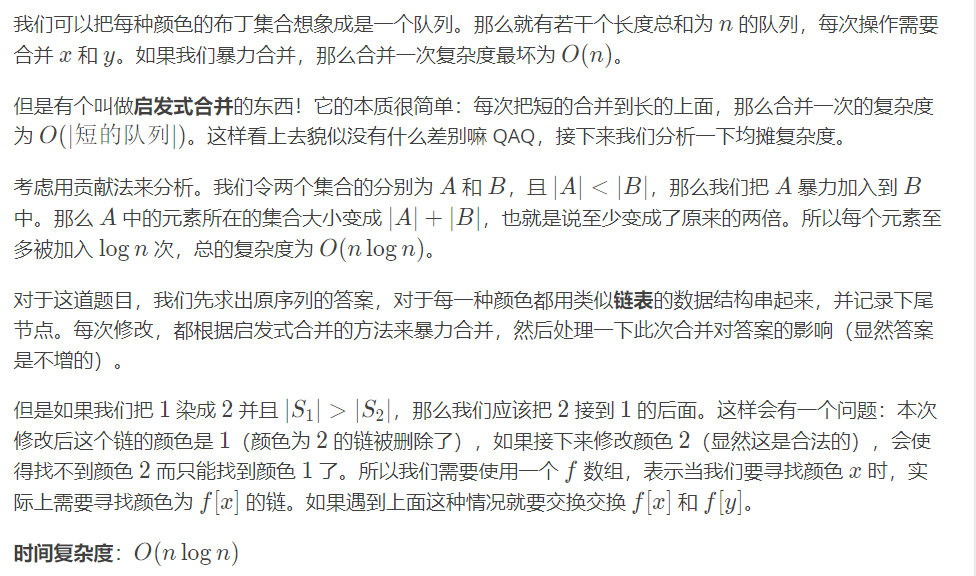 我们可以把每种颜色的布丁集合想象成是一个队列。那么就有若干个长度总和为 n 的队列，每次操作需要
合并 x 和 y。如果我们暴力合并，那么合并一次复杂度最坏为 O(n)。
但是有个叫做启发式合并的东西！它的本质很简单：每次把短的合并到长的上面，那么合并一次的复杂度
为 O(|短的队列|)。这样看上去貌似没有什么差别嘛 QAQ，接下来我们分析一下均摊复杂度。
考虑用贡献法来分析。我们令两个集合的分别为 A 和 B，且 |A| < |B|，那么我们把 A 暴力加入到 B
中。那么 A 中的元素所在的集合大小变成 |A| + |B|，也就是说至少变成了原来的两倍。所以每个元素至
多被加入 log n 次，总的复杂度为 O(n log n)。
对于这道题目，我们先求出原序列的答案，对于每一种颜色都用类似链表的数据结构串起来，并记录下尾
节点。每次修改，都根据启发式合并的方法来暴力合并，然后处理一下此次合并对答案的影响（显然答案
是不增的）。
但是如果我们把 1 染成 2 并且 |S₁| > |S₂|，那么我们应该把 2 接到 1 的后面。这样会有一个问题：本次
修改后这个链的颜色是 1（颜色为 2 的链被删除了），如果接下来修改颜色 2（显然这是合法的），会使
得找不到颜色 2 而只能找到颜色 1 了。所以我们需要使用一个 f 数组，表示当我们要寻找颜色 x 时，实
际上需要寻找颜色为 f[x] 的链。如果遇到上面这种情况就要交换交换 f[x] 和 f[y]。
时间复杂度：O(n log n)